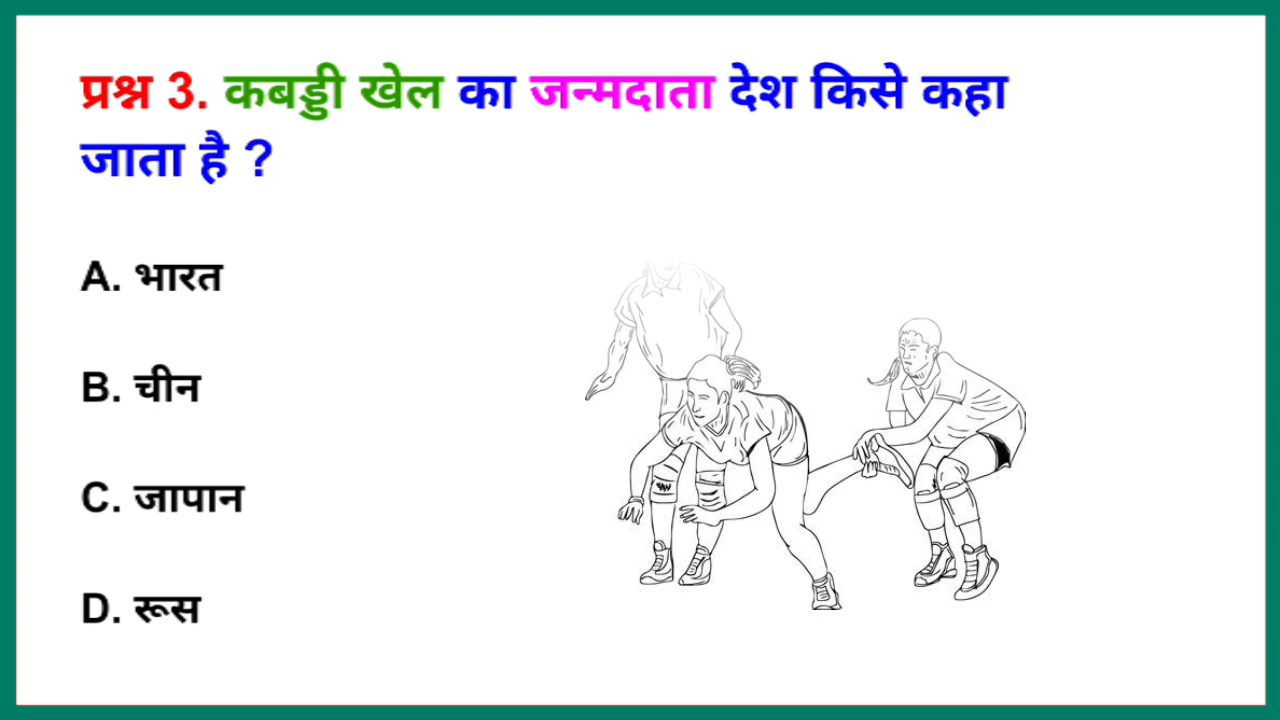 प्रश्न 3. कबड्डी खेल का जन्मदाता देश किसे कहा
जाता है ?
A. भारत
B. चीन
C. जापान
D. रूस